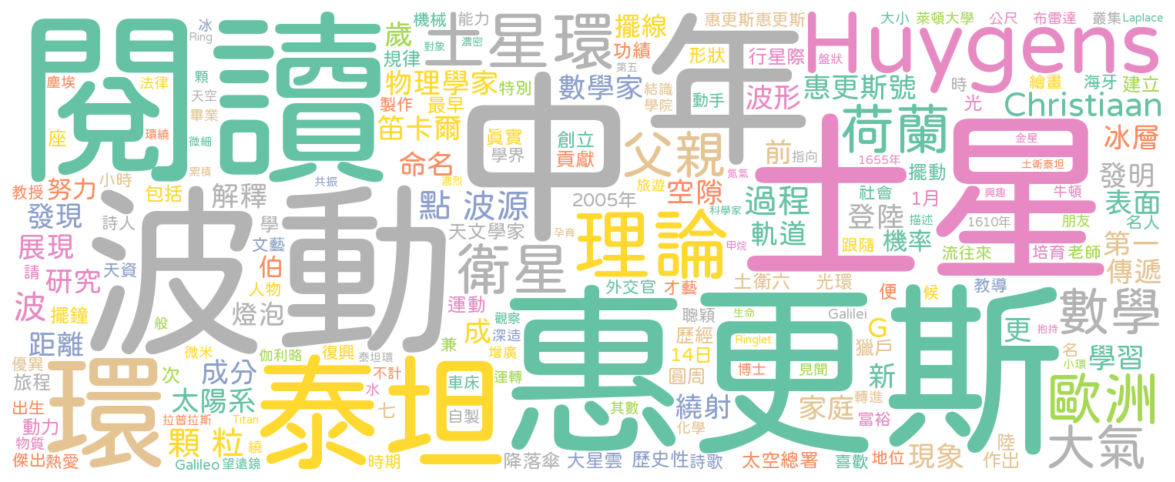 閱讀
波動
中
年
土星
惠更斯
泰坦
環
Huygens
土星環
荷蘭
Christiaan
父親
理論
衛星
歐洲
數學
大氣
惠更斯號
數學家
物理學家
笛卡爾
命名
擺線
歲
功績
規律
機械
能力
濃密
對象
第五
惠更斯惠更斯
形狀
行星際
盤狀
大小
萊頓大學
公尺
布雷達
叢集
Laplace
繪畫
海牙
建立
時
光
冰
Ring
顆
塵埃
法律
天空
畢業
環繞
座
微細
累積
製作
最早
特別
結識
學院
動手
波形
冰層
前
指向
1655年
金星
土衛泰坦
擺動
牛頓
發明
表面
名人
眞實
創立
學界
貢獻
共振
濃烈
氮氣
旅遊
空隙
科學家
甲烷
過程
軌道
社會
登陸
1月
興趣
描述
1610年
朋友
機率
跟隨
流往來
培育
老師
第一
傳遞
教授
努力
小時
包括
解釋
發現
詩人
學
點
波源
2005年
天文學家
孕育
展現
天資
文藝
請
研究
伯
人物
波
擺鐘
燈泡
運動
外交官
才藝
土衛六
光環
教導
便
候
聰穎
生命
Galilei
抱持
成
觀察
深造
增廣
兼
歷經
14日
Ringlet
獵戶
G
更
名
小環
學習
距離
般
微米
伽利略
復興
泰坦環
不計
運轉
圓周
博士
見聞
新
轉進
優異
旅程
次
成分
水
車床
自製
其數
化學
家庭
富裕
出生
動力
太陽系
拉普拉斯
七
物質
顆粒
Titan
繞
繞射
陸
傑出
熱愛
Galileo
望遠鏡
時期
降落傘
大星雲
歷史性
詩歌
太空總署
喜歡
地位
現象
作出